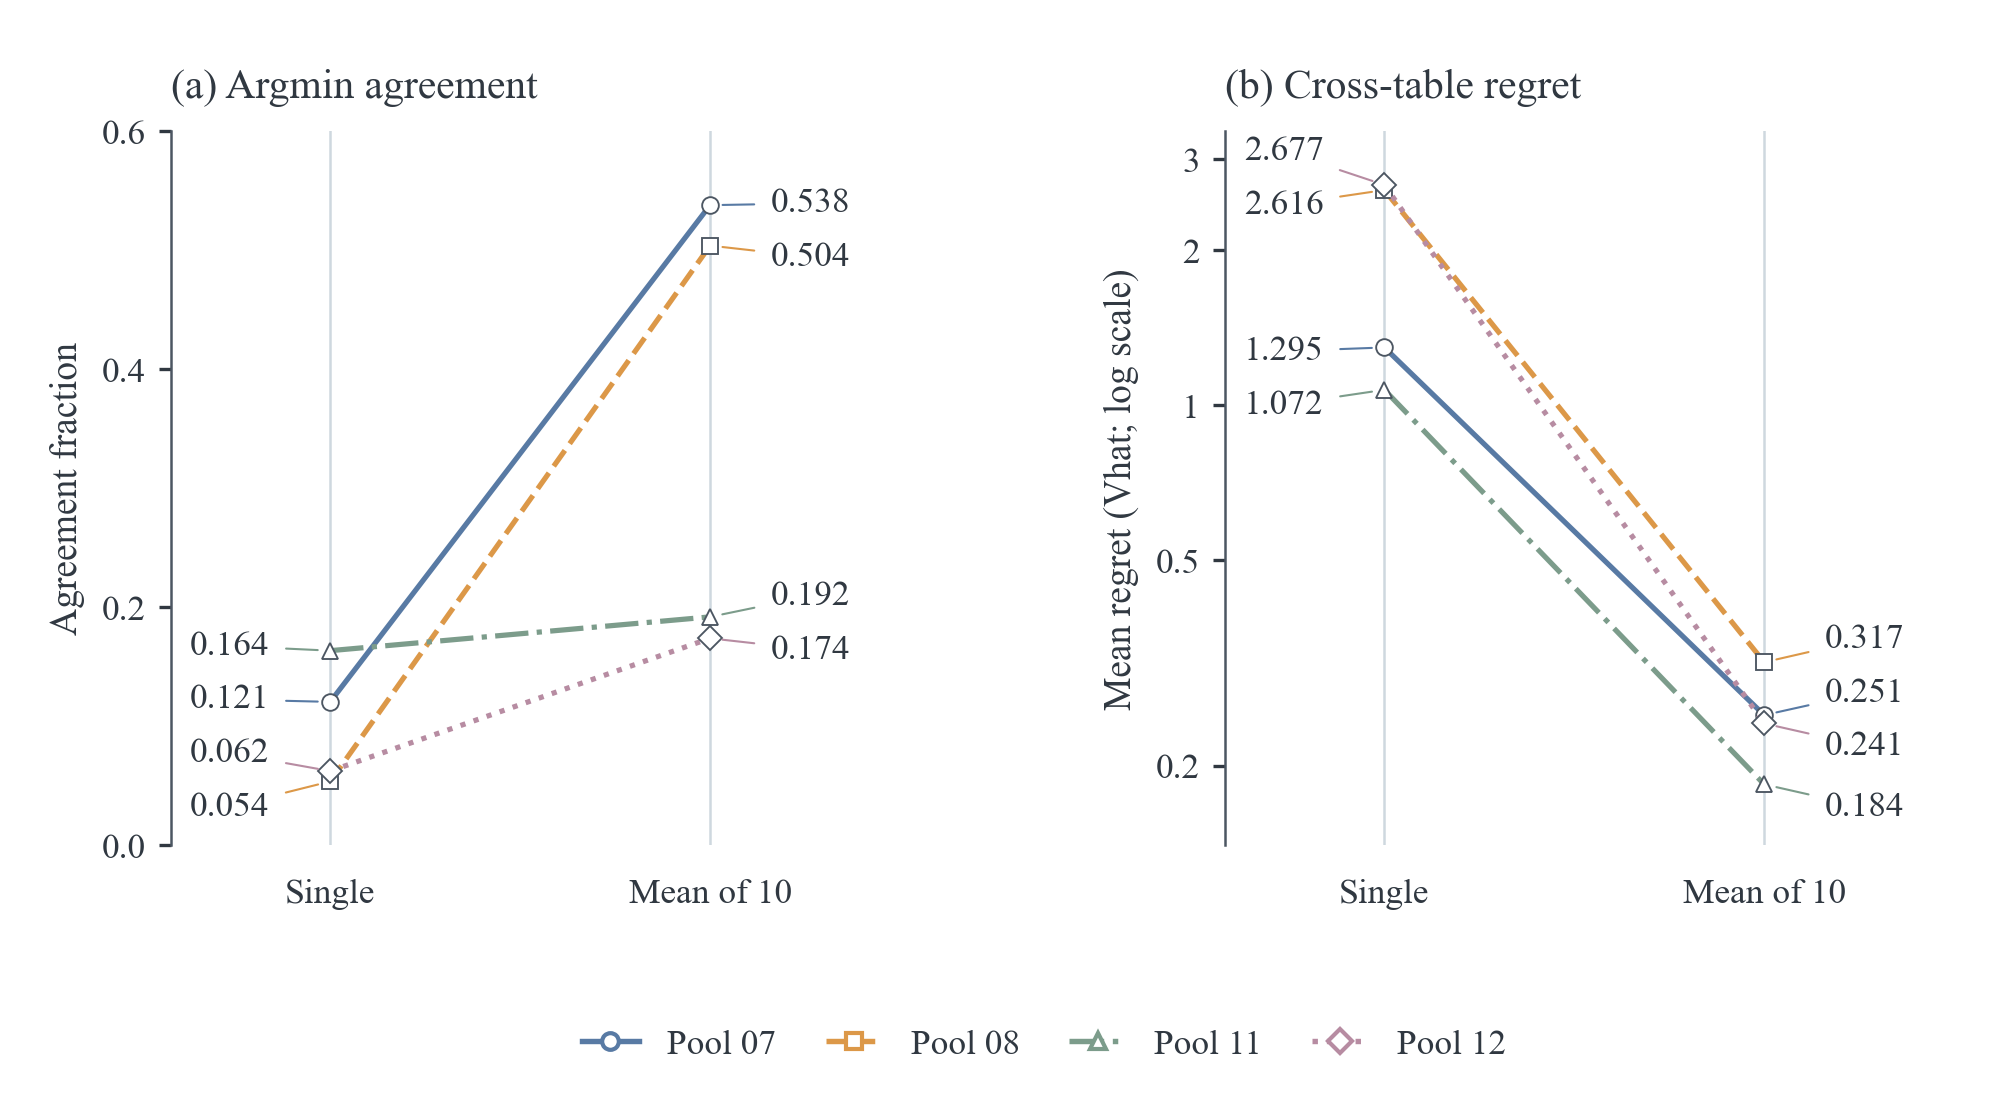 (a) Argmin agreement
Agreement fraction
0.6
0.4
0.2
0.0
0.164
0.121
0.062
0.054
0.538
0.504
0.192
0.174
Single
Mean of 10
(b) Cross-table regret
Mean regret (Vhat; log scale)
3
2
1
0.5
0.2
2.677
2.616
1.295
1.072
0.317
0.251
0.241
0.184
Single
Mean of 10
Pool 07
Pool 08
Pool 11
Pool 12